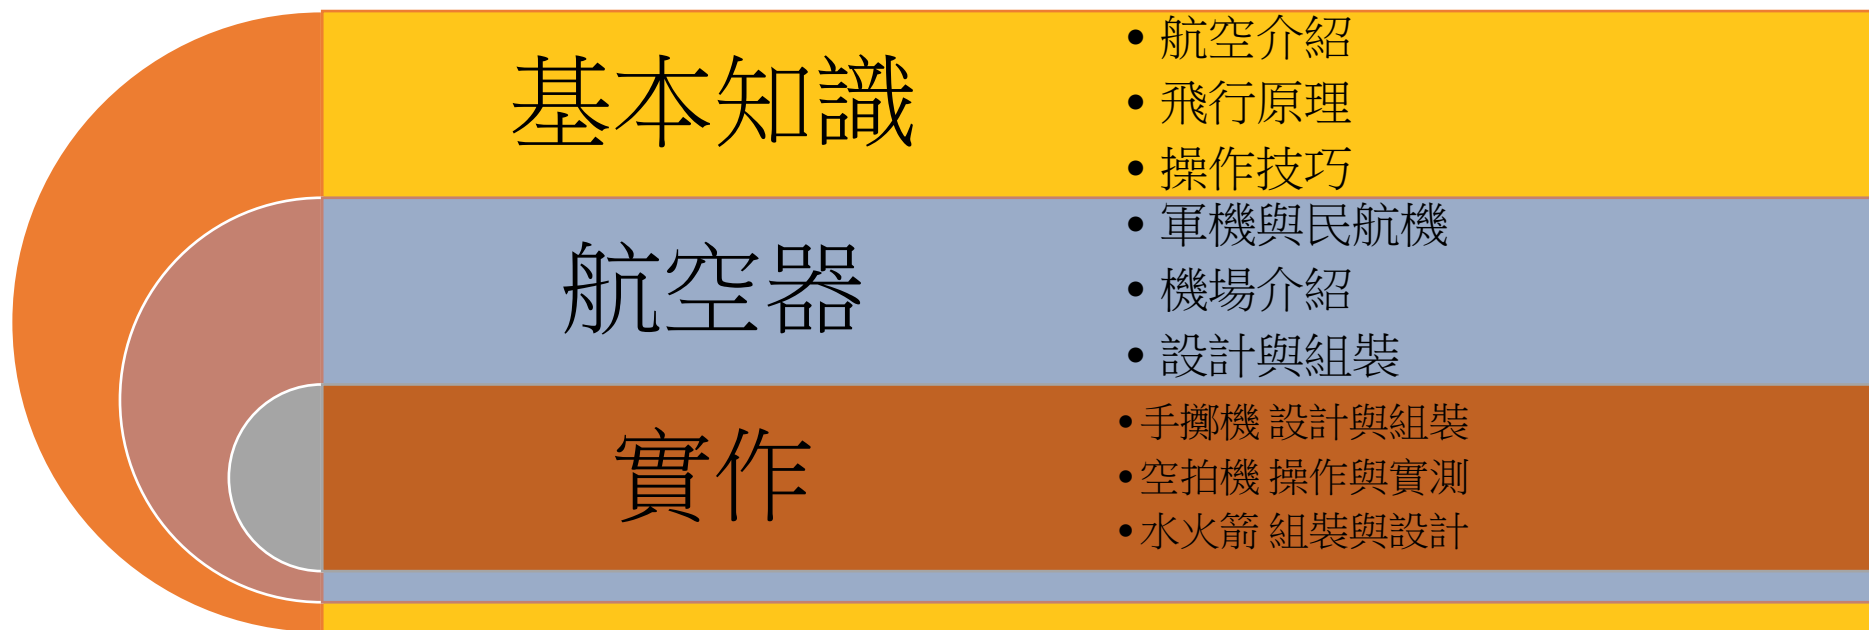 基本知識
• 航空介紹
• 飛行原理
• 操作技巧
航空器
• 軍機與民航機
• 機場介紹
• 設計與組裝
實作
• 手擲機 設計與組裝
• 空拍機 操作與實測
• 水火箭 組裝與設計